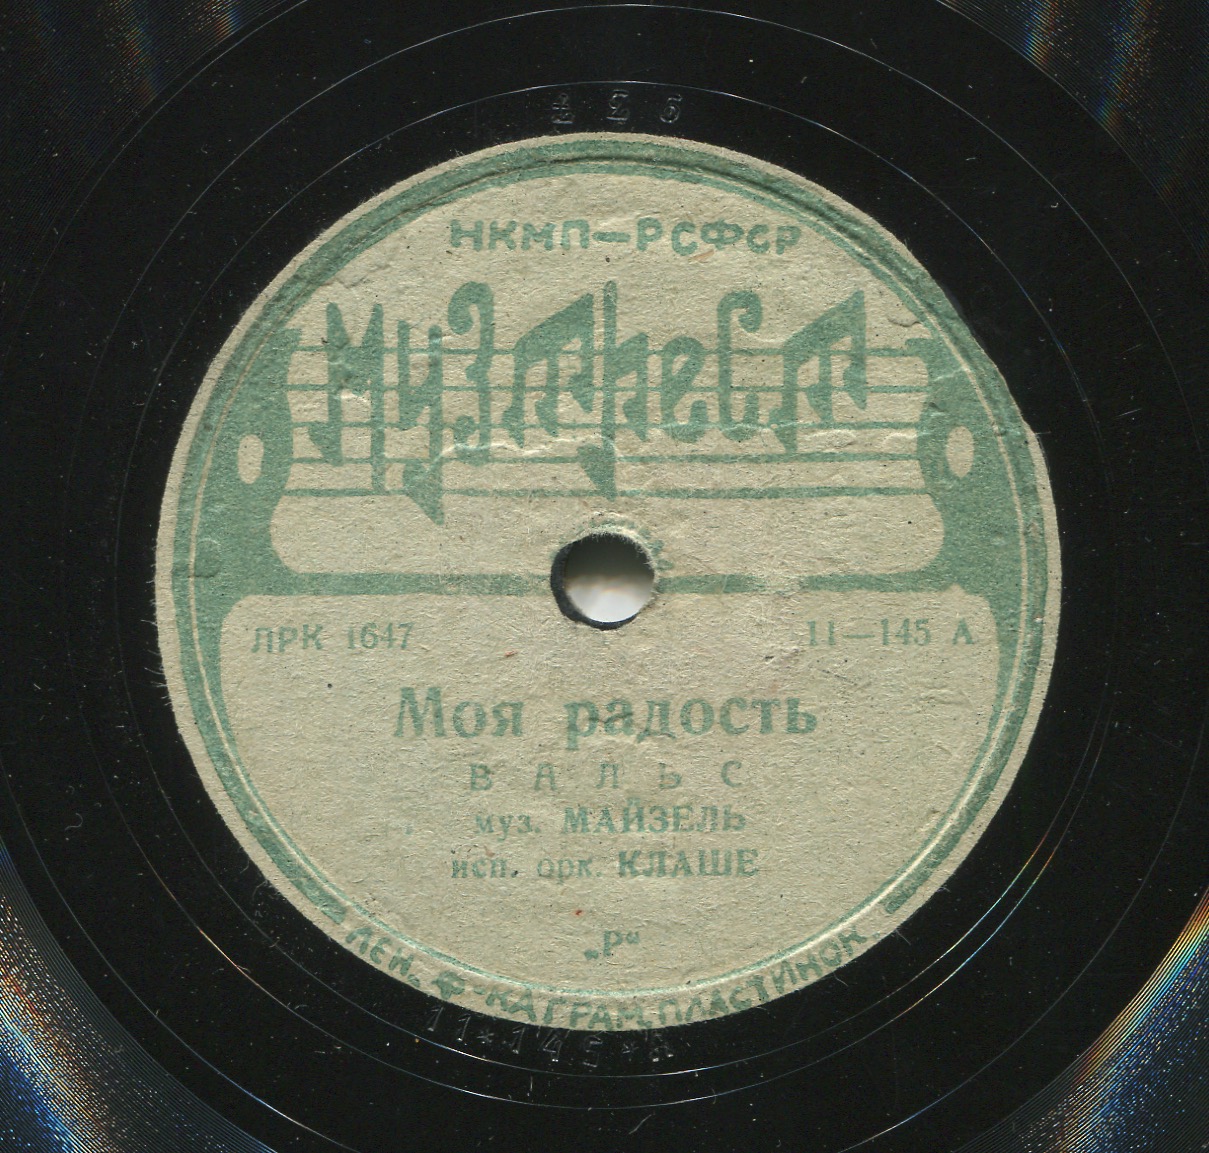 426
НКМП–РСФСР
Музтрест
ЛРК 1647
11—145 А
Моя радость
ВАЛЬС
муз. МАЙЗЕЛЬ
исп. орк. КЛАШЕ
„Р“
ЛЕН. Ф-КА ГРАМ.ПЛАСТИНОК.
11*145*А